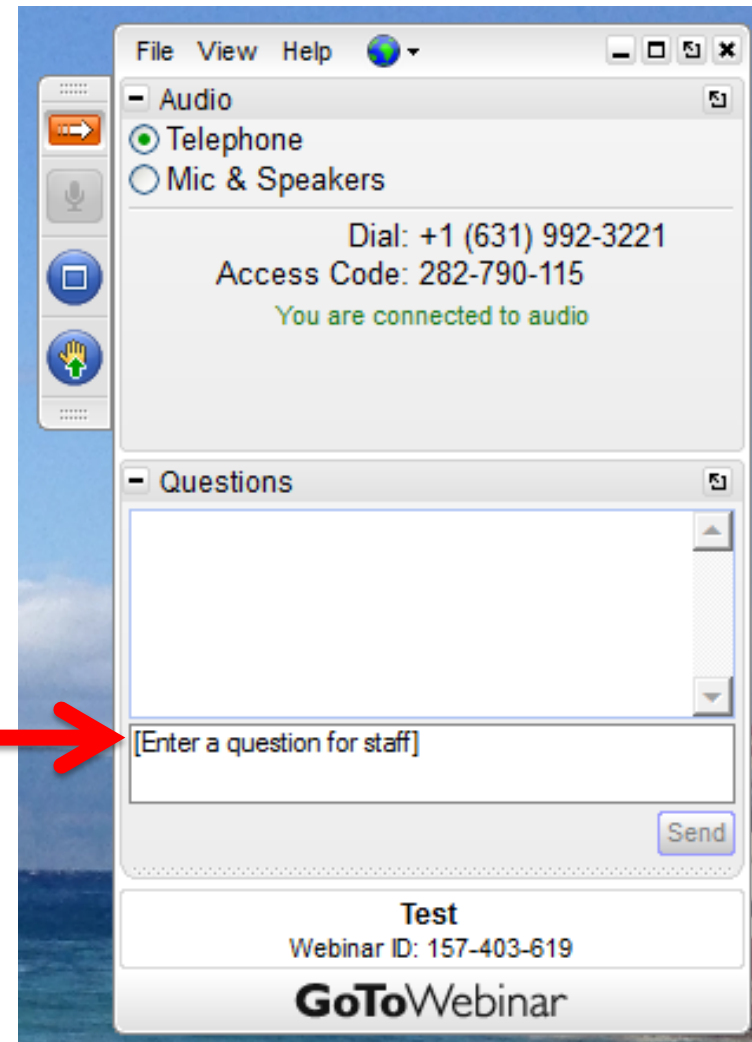 File View Help
Audio
Telephone
Mic & Speakers
Dial: +1 (631) 992-3221
Access Code: 282-790-115
You are connected to audio
Questions
[Enter a question for staff]
Send
Test
Webinar ID: 157-403-619
GoToWebinar